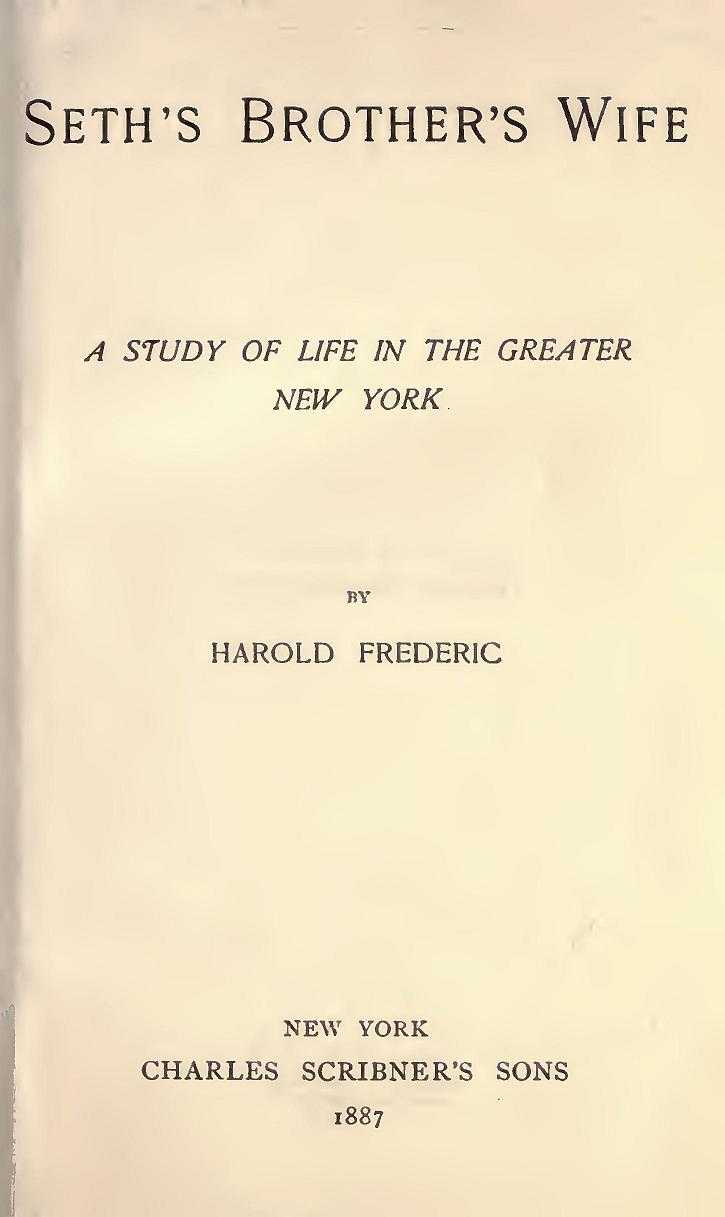 SETH'S BROTHER'S WIFE
A STUDY OF LIFE IN THE GREATER
NEW YORK.
BY
HAROLD FREDERIC
NEW YORK
CHARLES SCRIBNER'S SONS
1887